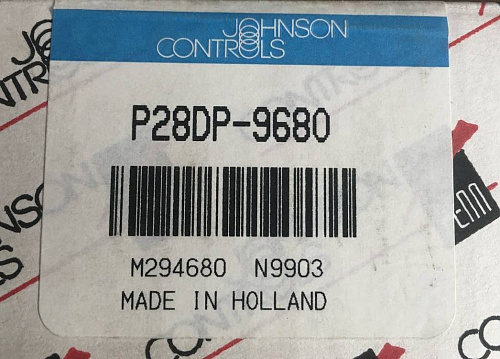 JOHNSON
CONTROLS
P28DP-9680
M294680 N9903
MADE IN HOLLAND